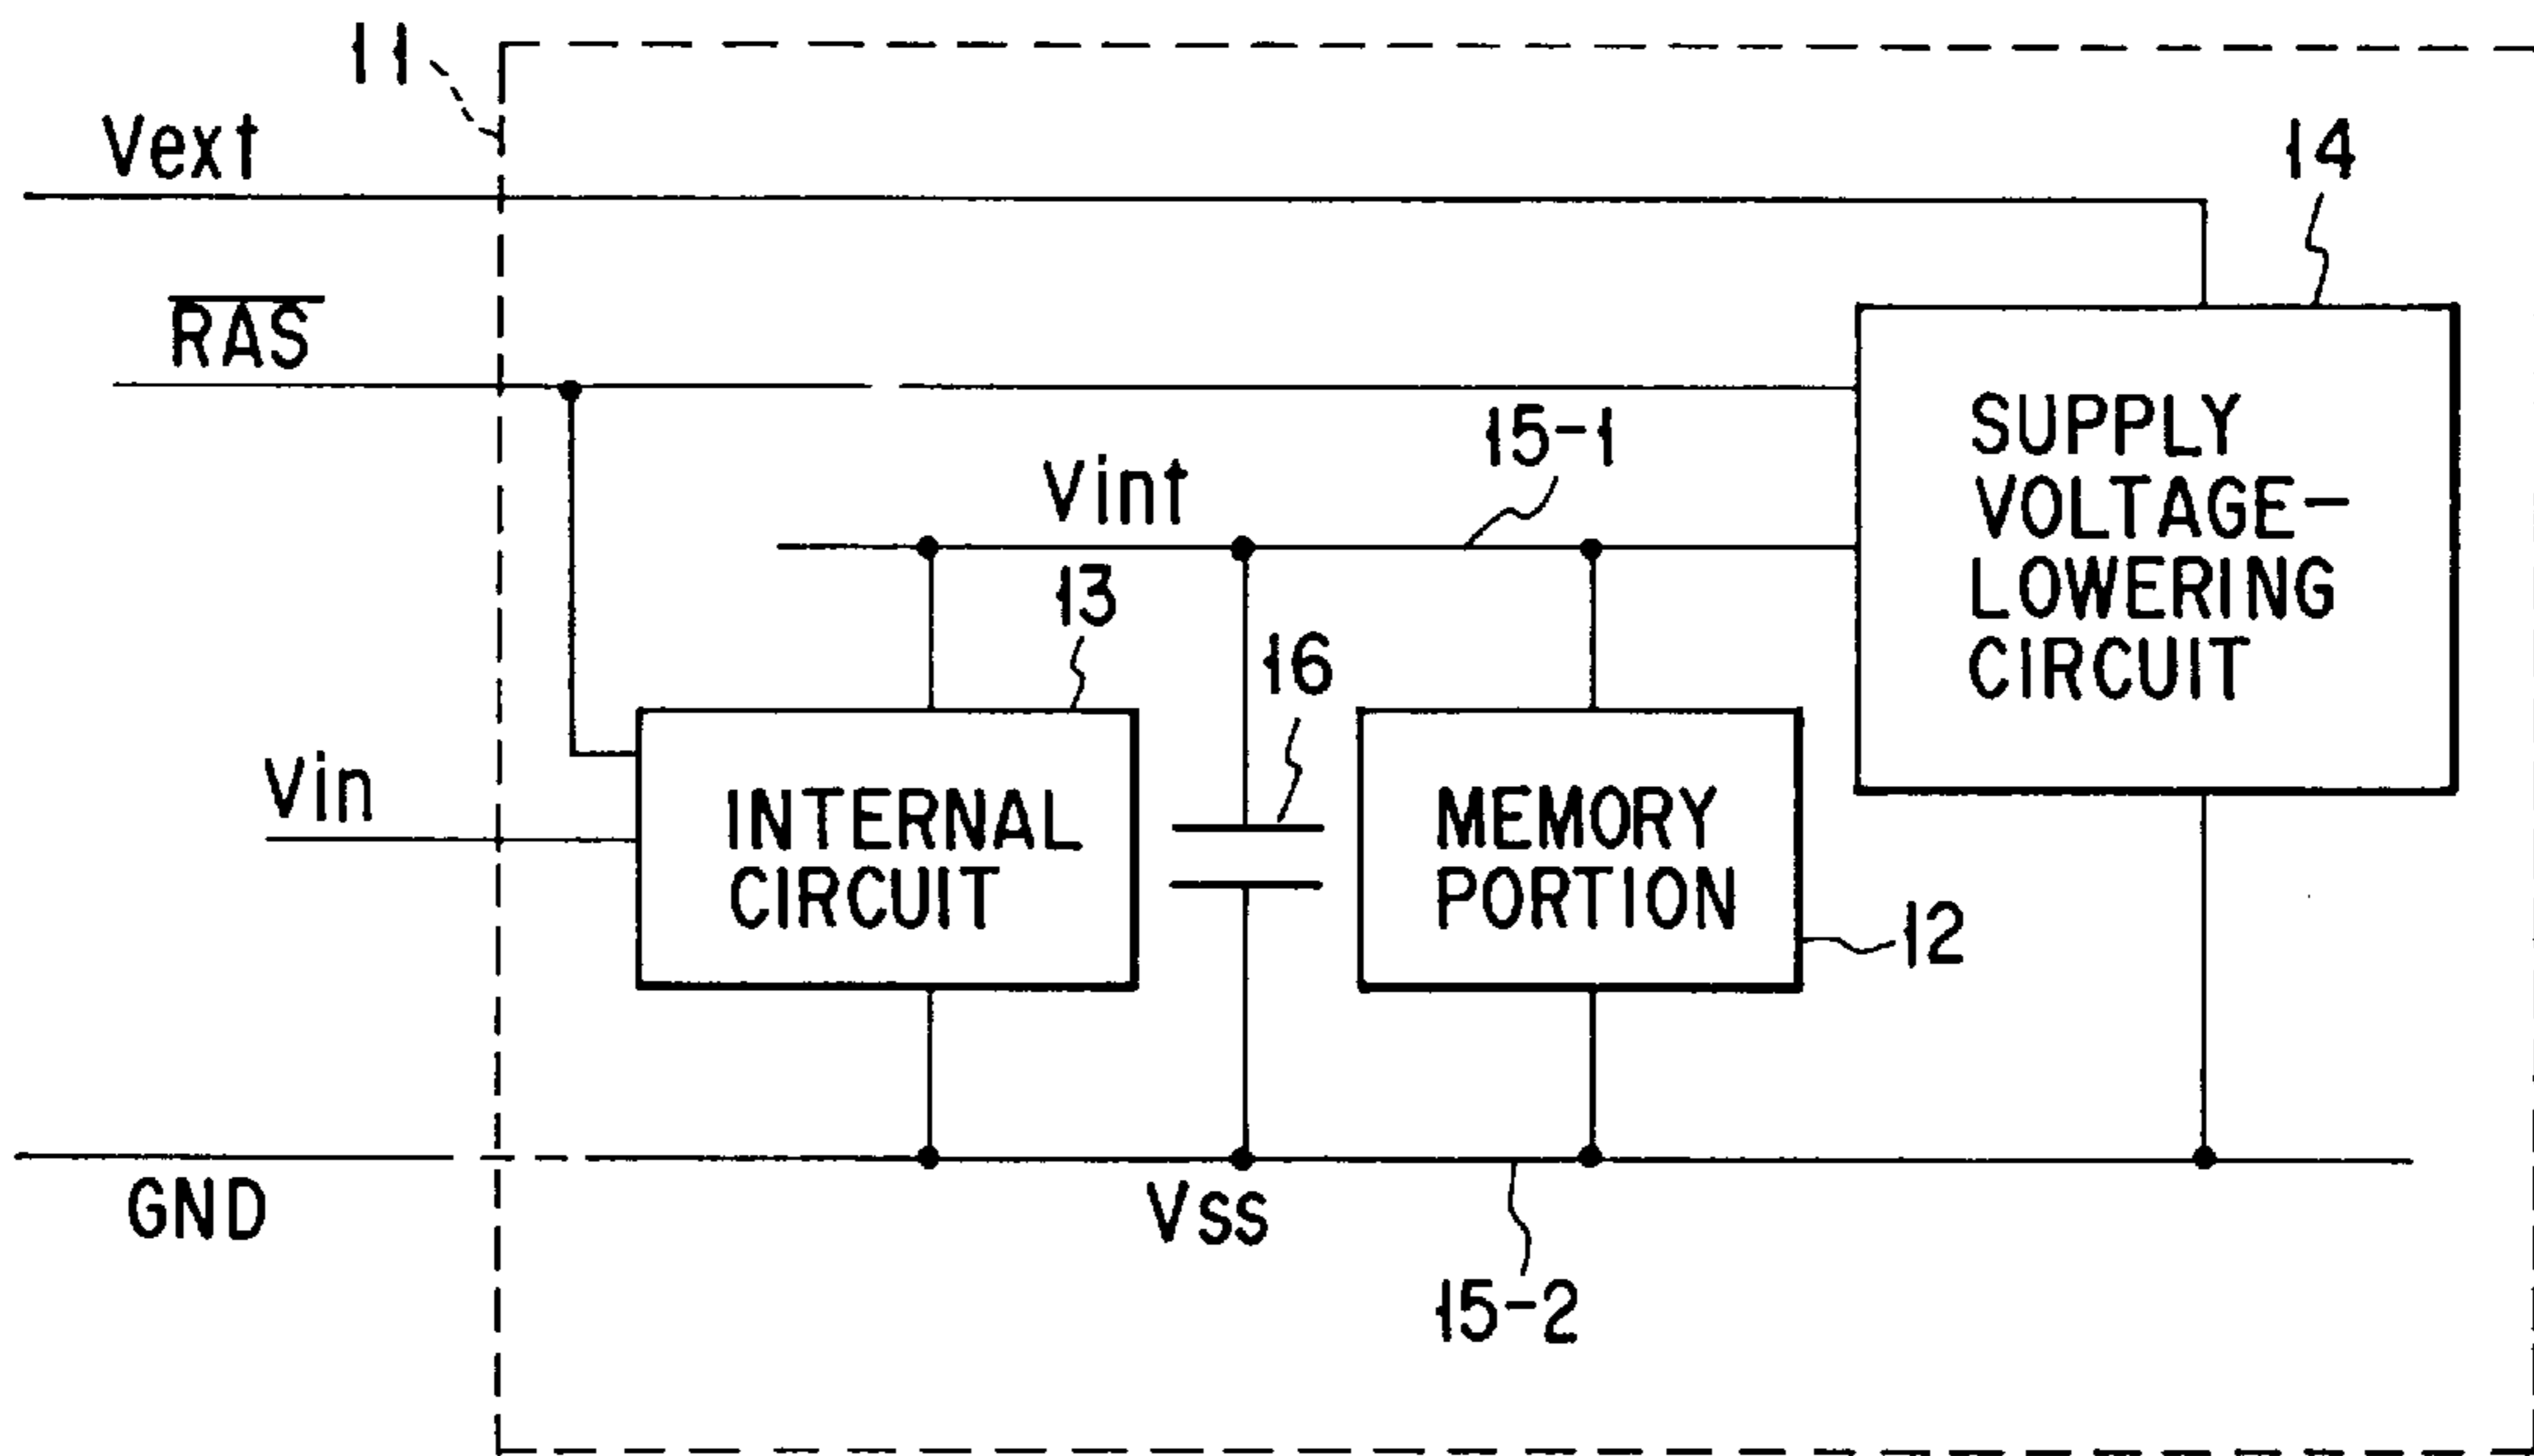 11
Vext
14
R̅A̅S̅
15-1
Vint
SUPPLY
VOLTAGE-
LOWERING
CIRCUIT
13
16
Vin
INTERNAL
CIRCUIT
MEMORY
PORTION
12
GND
Vss
15-2